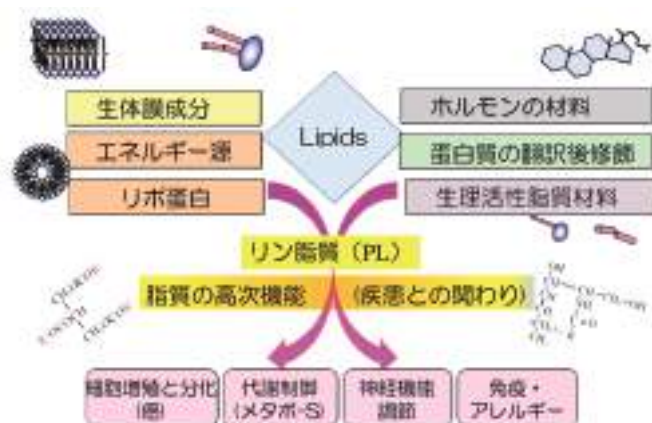 生体膜成分
エネルギー源
リポ蛋白
Lipids
ホルモンの材料
蛋白質の翻訳後修飾
生理活性脂質材料
リン脂質（PL）
脂質の高次機能 （疾患との関わり）
細胞増殖と分化
(癌)
代謝制御
(メタボ-S)
神経機能
調節
免疫・
アレルギー